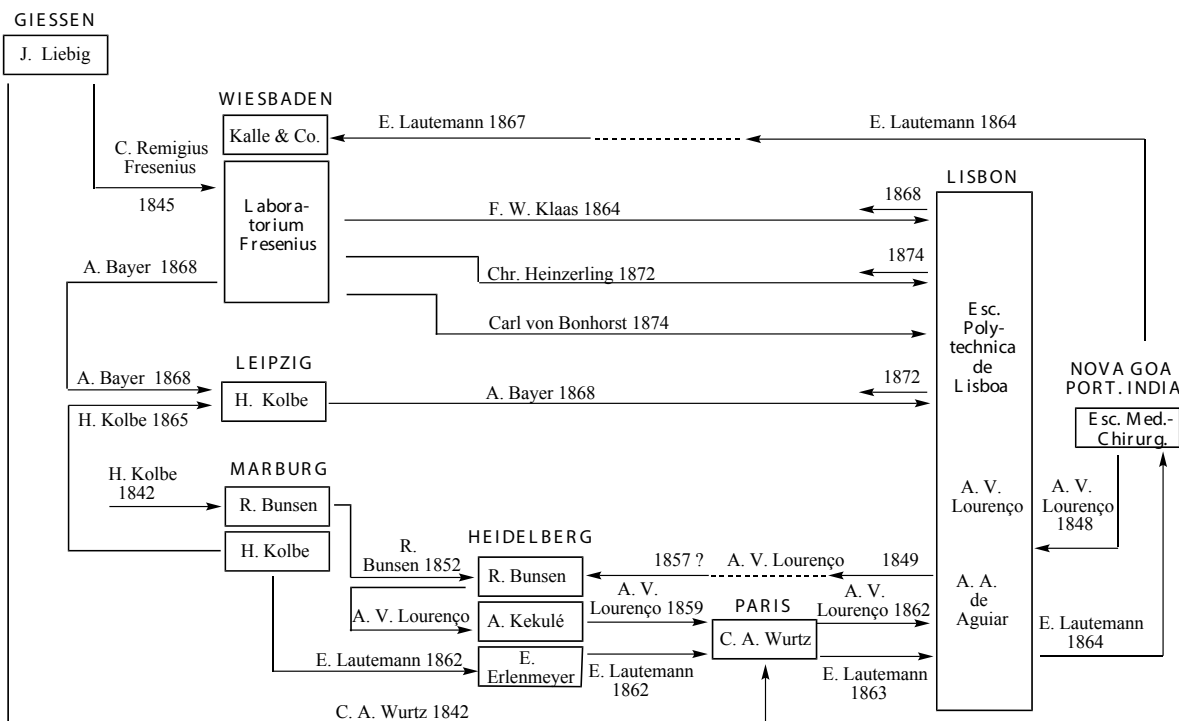 GIESSEN
J. Liebig
WIESBADEN
Kalle & Co.
E. Lautemann 1867
E. Lautemann 1864
C. Remigius
Fresenius
1845
Labora-
torium
Fresenius
LISBON
F. W. Klaas 1864
1868
A. Bayer 1868
Chr. Heinzerling 1872
1874
Carl von Bonhorst 1874
Esc.
Poly-
technica
de
Lisboa
LEIPZIG
A. Bayer 1868
H. Kolbe
A. Bayer 1868
1872
H. Kolbe 1865
NOVA GOA
PORT. INDIA
Esc. Med.-
Chirurg.
MARBURG
H. Kolbe
1842
R. Bunsen
H. Kolbe
A. V.
Lourenço
A. V.
Lourenço
1848
HEIDELBERG
R.
Bunsen 1852
R. Bunsen
1857 ?
A. V. Lourenço
1849
A. V. Lourenço
A. Kekulé
A. V.
Lourenço 1859
PARIS
C. A. Wurtz
A. V.
Lourenço 1862
A. A.
de
Aguiar
E. Lautemann
1864
E. Lautemann 1862
E.
Erlenmeyer
E. Lautemann
1862
E. Lautemann
1863
C. A. Wurtz 1842